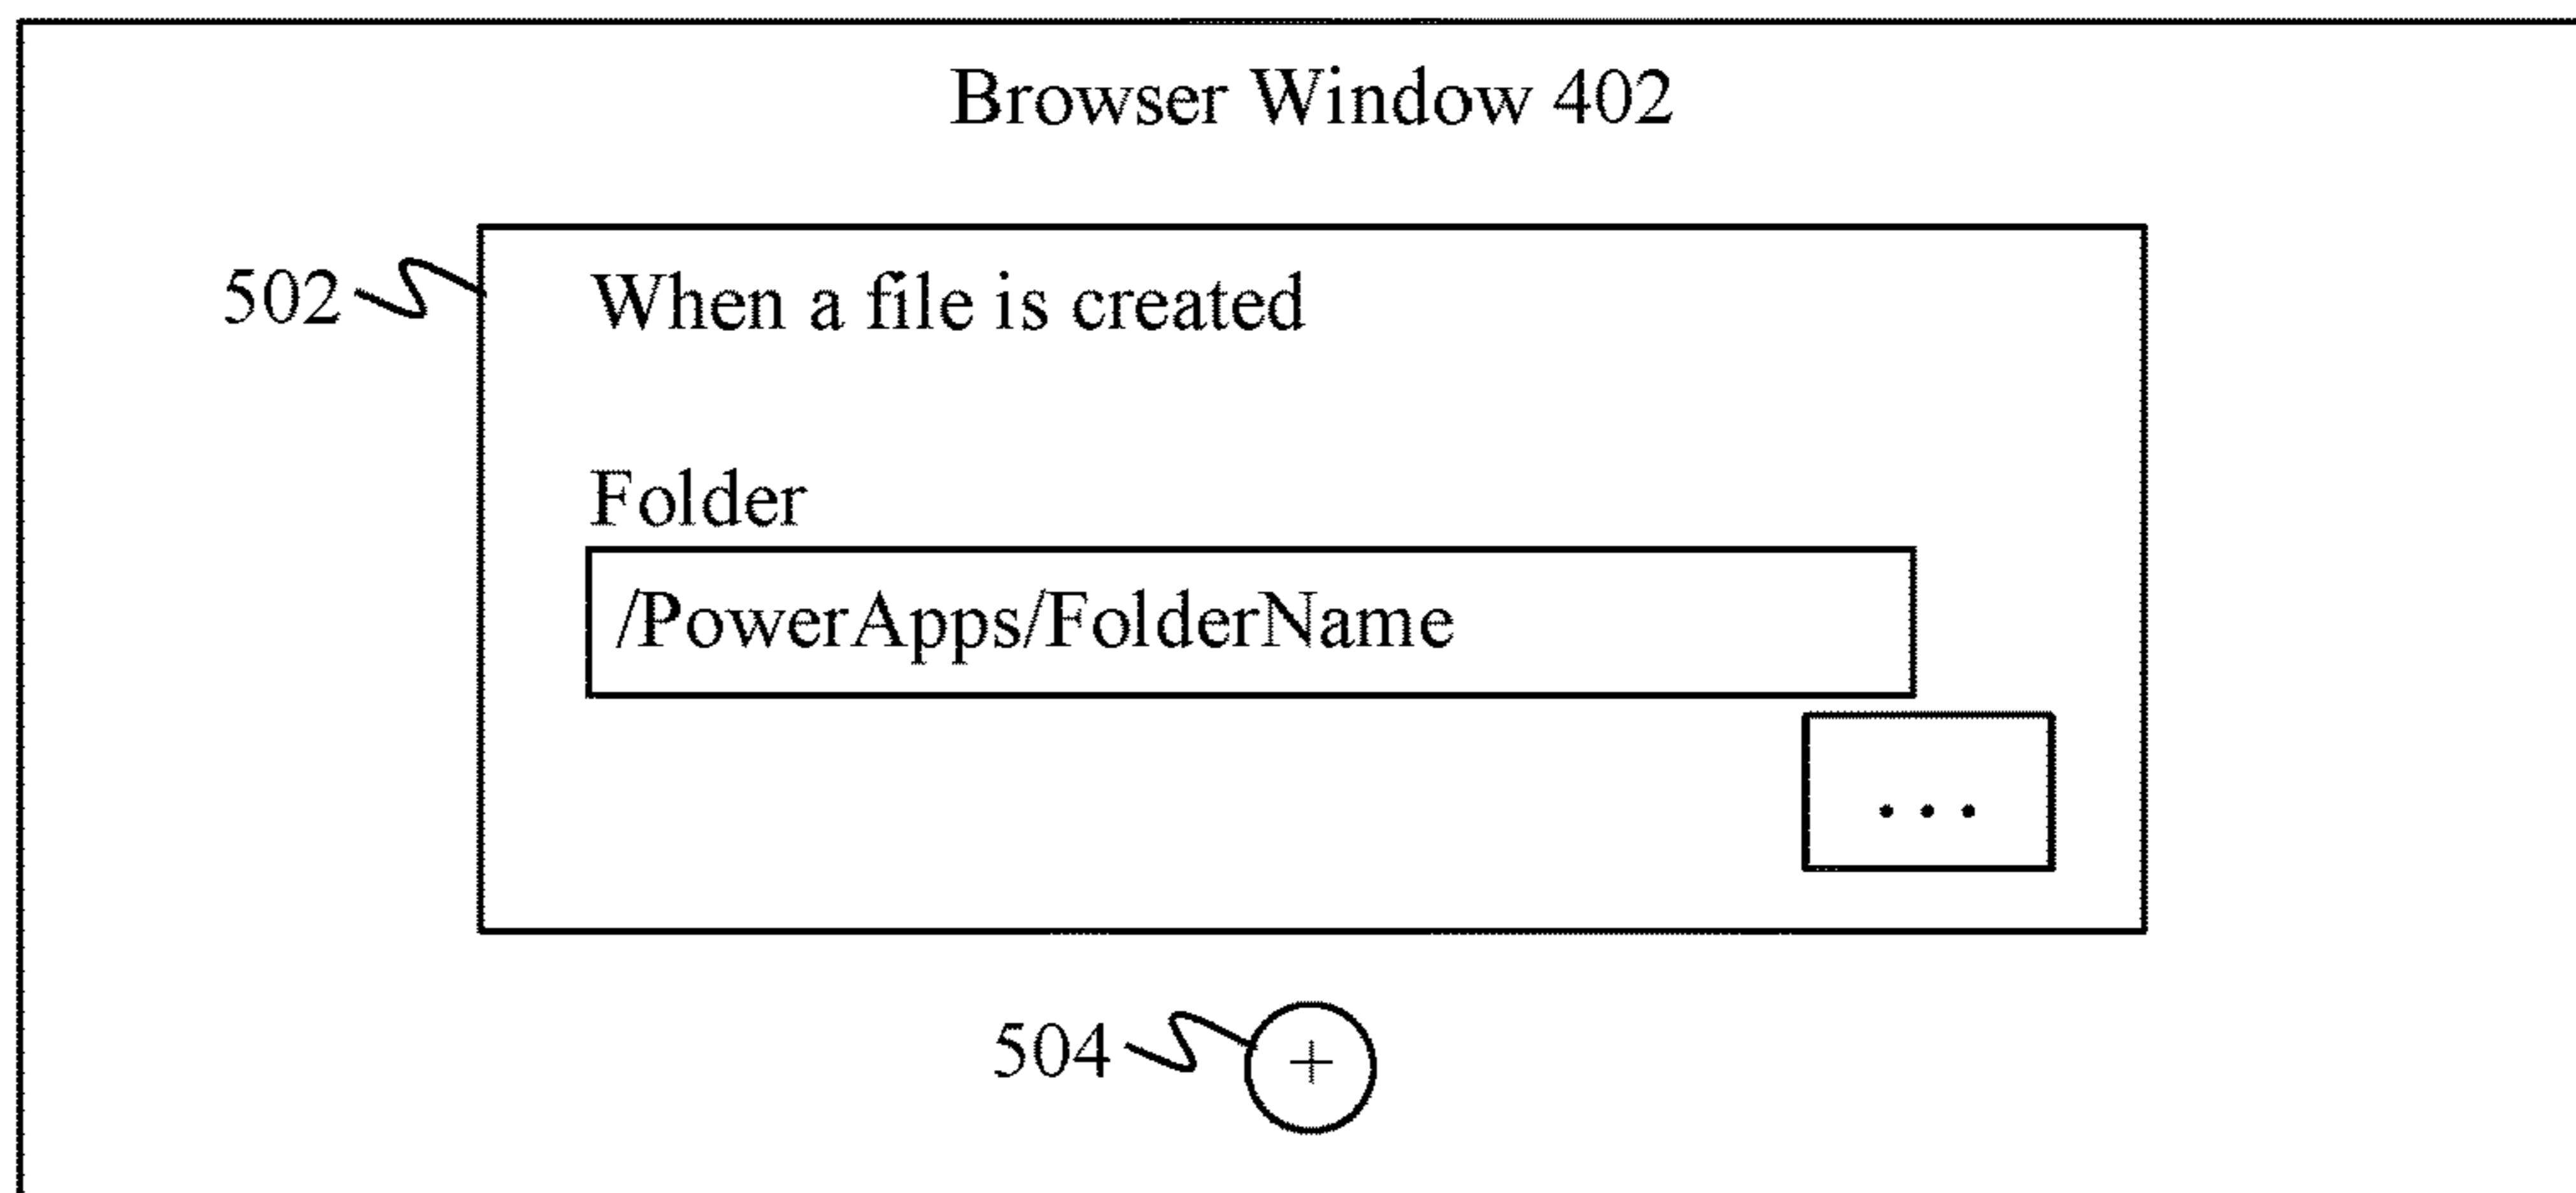 Browser Window 402
502
When a file is created
Folder
/PowerApps/FolderName
...
504
+